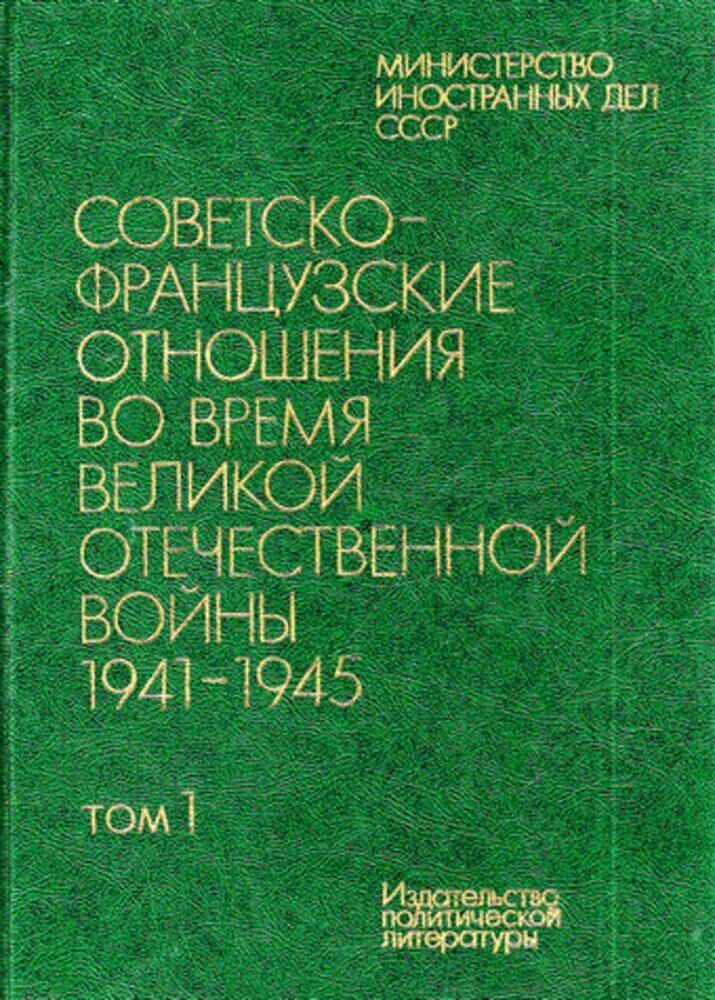 МИНИСТЕРСТВО
ИНОСТРАННЫХ ДЕЛ
СССР
СОВЕТСКО-
ФРАНЦУЗСКИЕ
ОТНОШЕНИЯ
ВО ВРЕМЯ
ВЕЛИКОЙ
ОТЕЧЕСТВЕННОЙ
ВОЙНЫ
1941-1945
ТОМ 1
Издательство
политической
литературы